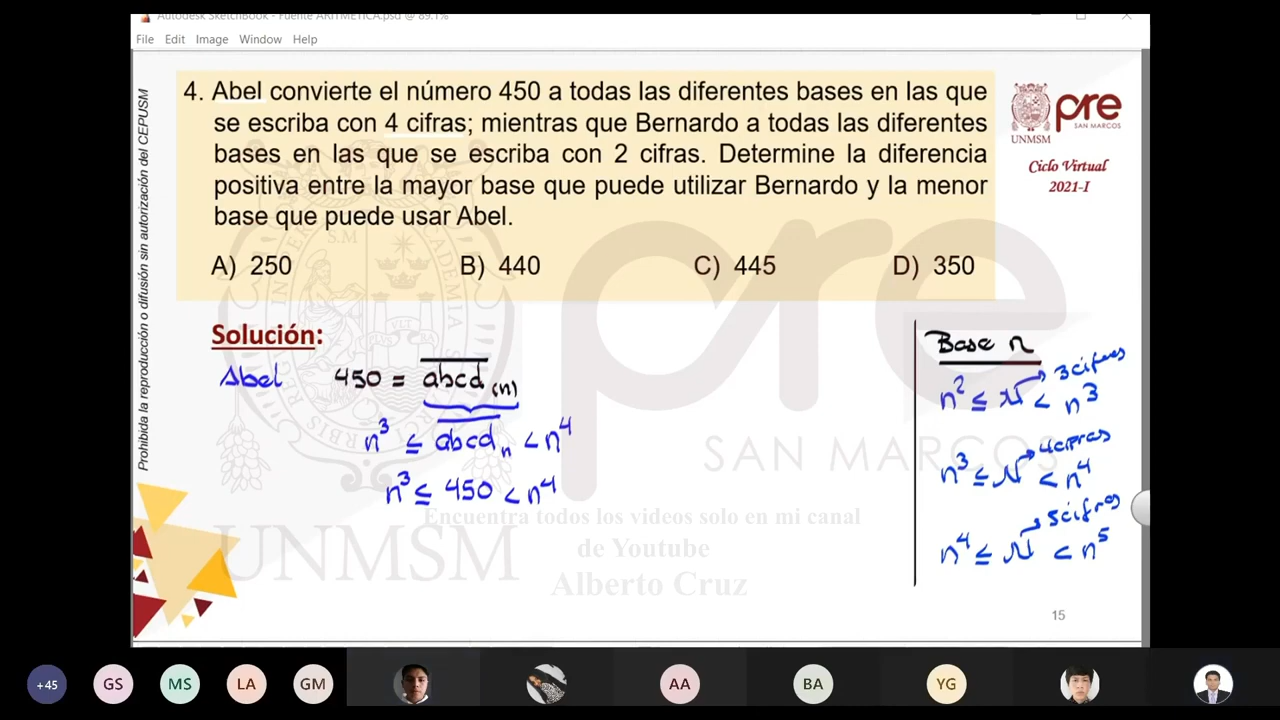 Autodesk SketchBook - Fuente ARITMETICA.psd @ 89.1%
File Edit Image Window Help
Prohibida la reproducción o difusión sin autorización del CEPUSM
4. Abel convierte el número 450 a todas las diferentes bases en las que
se escriba con 4 cifras; mientras que Bernardo a todas las diferentes
bases en las que se escriba con 2 cifras. Determine la diferencia
positiva entre la mayor base que puede utilizar Bernardo y la menor
base que puede usar Abel.
A) 250 B) 440 C) 445 D) 350
UNMSM
pre
SAN MARCOS
Ciclo Virtual
2021-I
Solución:
Abel 450 = abcd (n)
n³ ≤ abcd n < n⁴
n³ ≤ 450 < n⁴
Base n
3 cifras
n² ≤ N < n³
4 cifras
n³ ≤ N < n⁴
5 cifras
n⁴ ≤ N < n⁵
pre
SAN MARCOS
UNMSM
Encuentra todos los videos solo en mi canal
de Youtube
Alberto Cruz
15
+45 GS MS LA GM AA BA YG